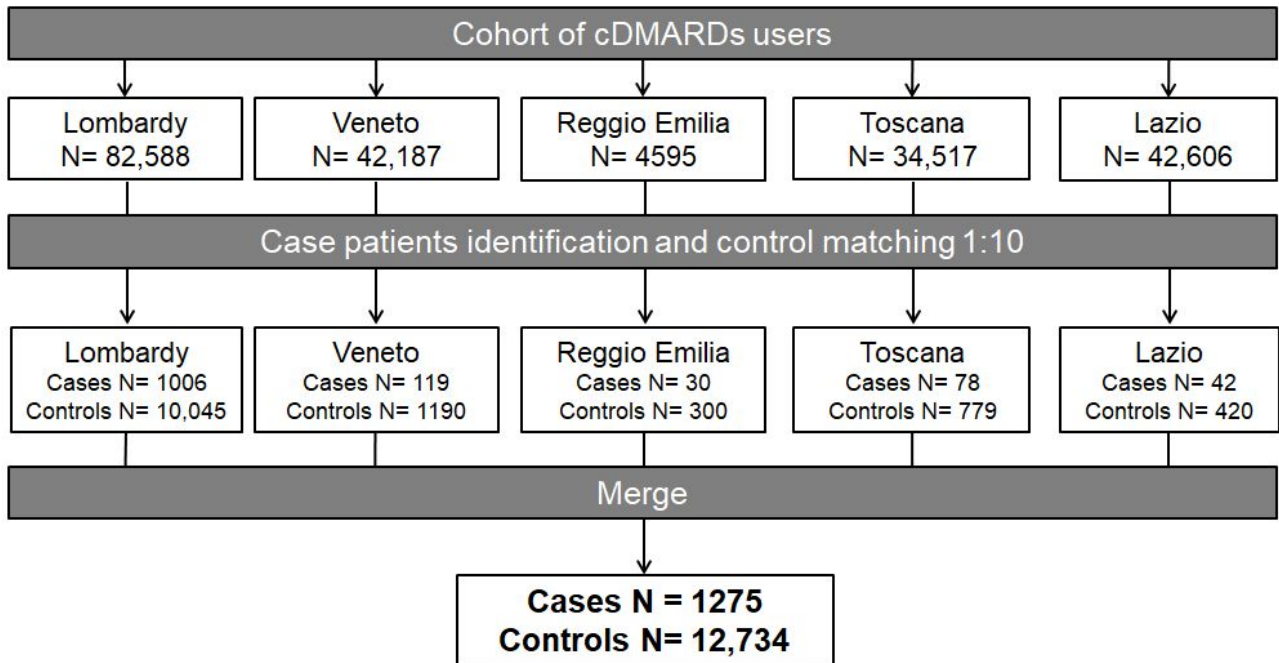 Cohort of cDMARDs users
Lombardy
N= 82,588
Veneto
N= 42,187
Reggio Emilia
N= 4595
Toscana
N= 34,517
Lazio
N= 42,606
Case patients identification and control matching 1:10
Lombardy
Cases N= 1006
Controls N= 10,045
Veneto
Cases N= 119
Controls N= 1190
Reggio Emilia
Cases N= 30
Controls N= 300
Toscana
Cases N= 78
Controls N= 779
Lazio
Cases N= 42
Controls N= 420
Merge
Cases N = 1275
Controls N= 12,734